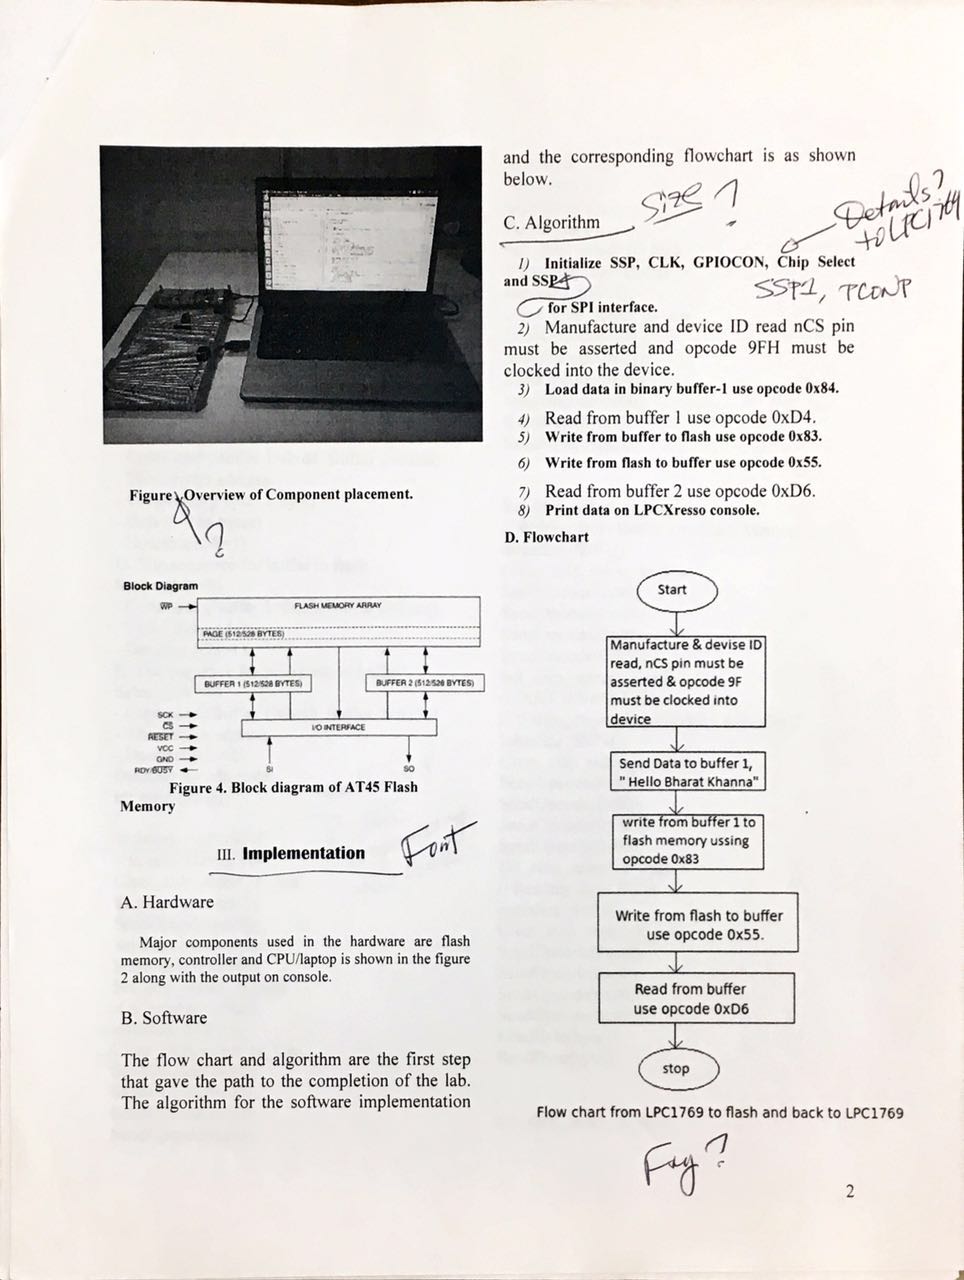 Figure Overview of Component placement.
?
Block Diagram
WP
FLASH MEMORY ARRAY
PAGE (512/528 BYTES)
BUFFER 1 (512/528 BYTES)
BUFFER 2 (512/528 BYTES)
SCK
CS
RESET
VCC
GND
RDY/BUSY
I/O INTERFACE
SI
SO
Figure 4. Block diagram of AT45 Flash
Memory
III. Implementation
Font
A. Hardware
Major components used in the hardware are flash
memory, controller and CPU/laptop is shown in the figure
2 along with the output on console.
B. Software
The flow chart and algorithm are the first step
that gave the path to the completion of the lab.
The algorithm for the software implementation
and the corresponding flowchart is as shown
below.
Size?
Details?
to LPC1769
C. Algorithm
1) Initialize SSP, CLK, GPIOCON, Chip Select
and SSP
SSP1, PCONP
for SPI interface.
2) Manufacture and device ID read nCS pin
must be asserted and opcode 9FH must be
clocked into the device.
3) Load data in binary buffer-1 use opcode 0x84.
4) Read from buffer 1 use opcode 0xD4.
5) Write from buffer to flash use opcode 0x83.
6) Write from flash to buffer use opcode 0x55.
7) Read from buffer 2 use opcode 0xD6.
8) Print data on LPCXresso console.
D. Flowchart
Start
Manufacture & devise ID
read, nCS pin must be
asserted & opcode 9F
must be clocked into
device
Send Data to buffer 1,
" Hello Bharat Khanna"
write from buffer 1 to
flash memory ussing
opcode 0x83
Write from flash to buffer
use opcode 0x55.
Read from buffer
use opcode 0xD6
stop
Flow chart from LPC1769 to flash and back to LPC1769
Fig?
2